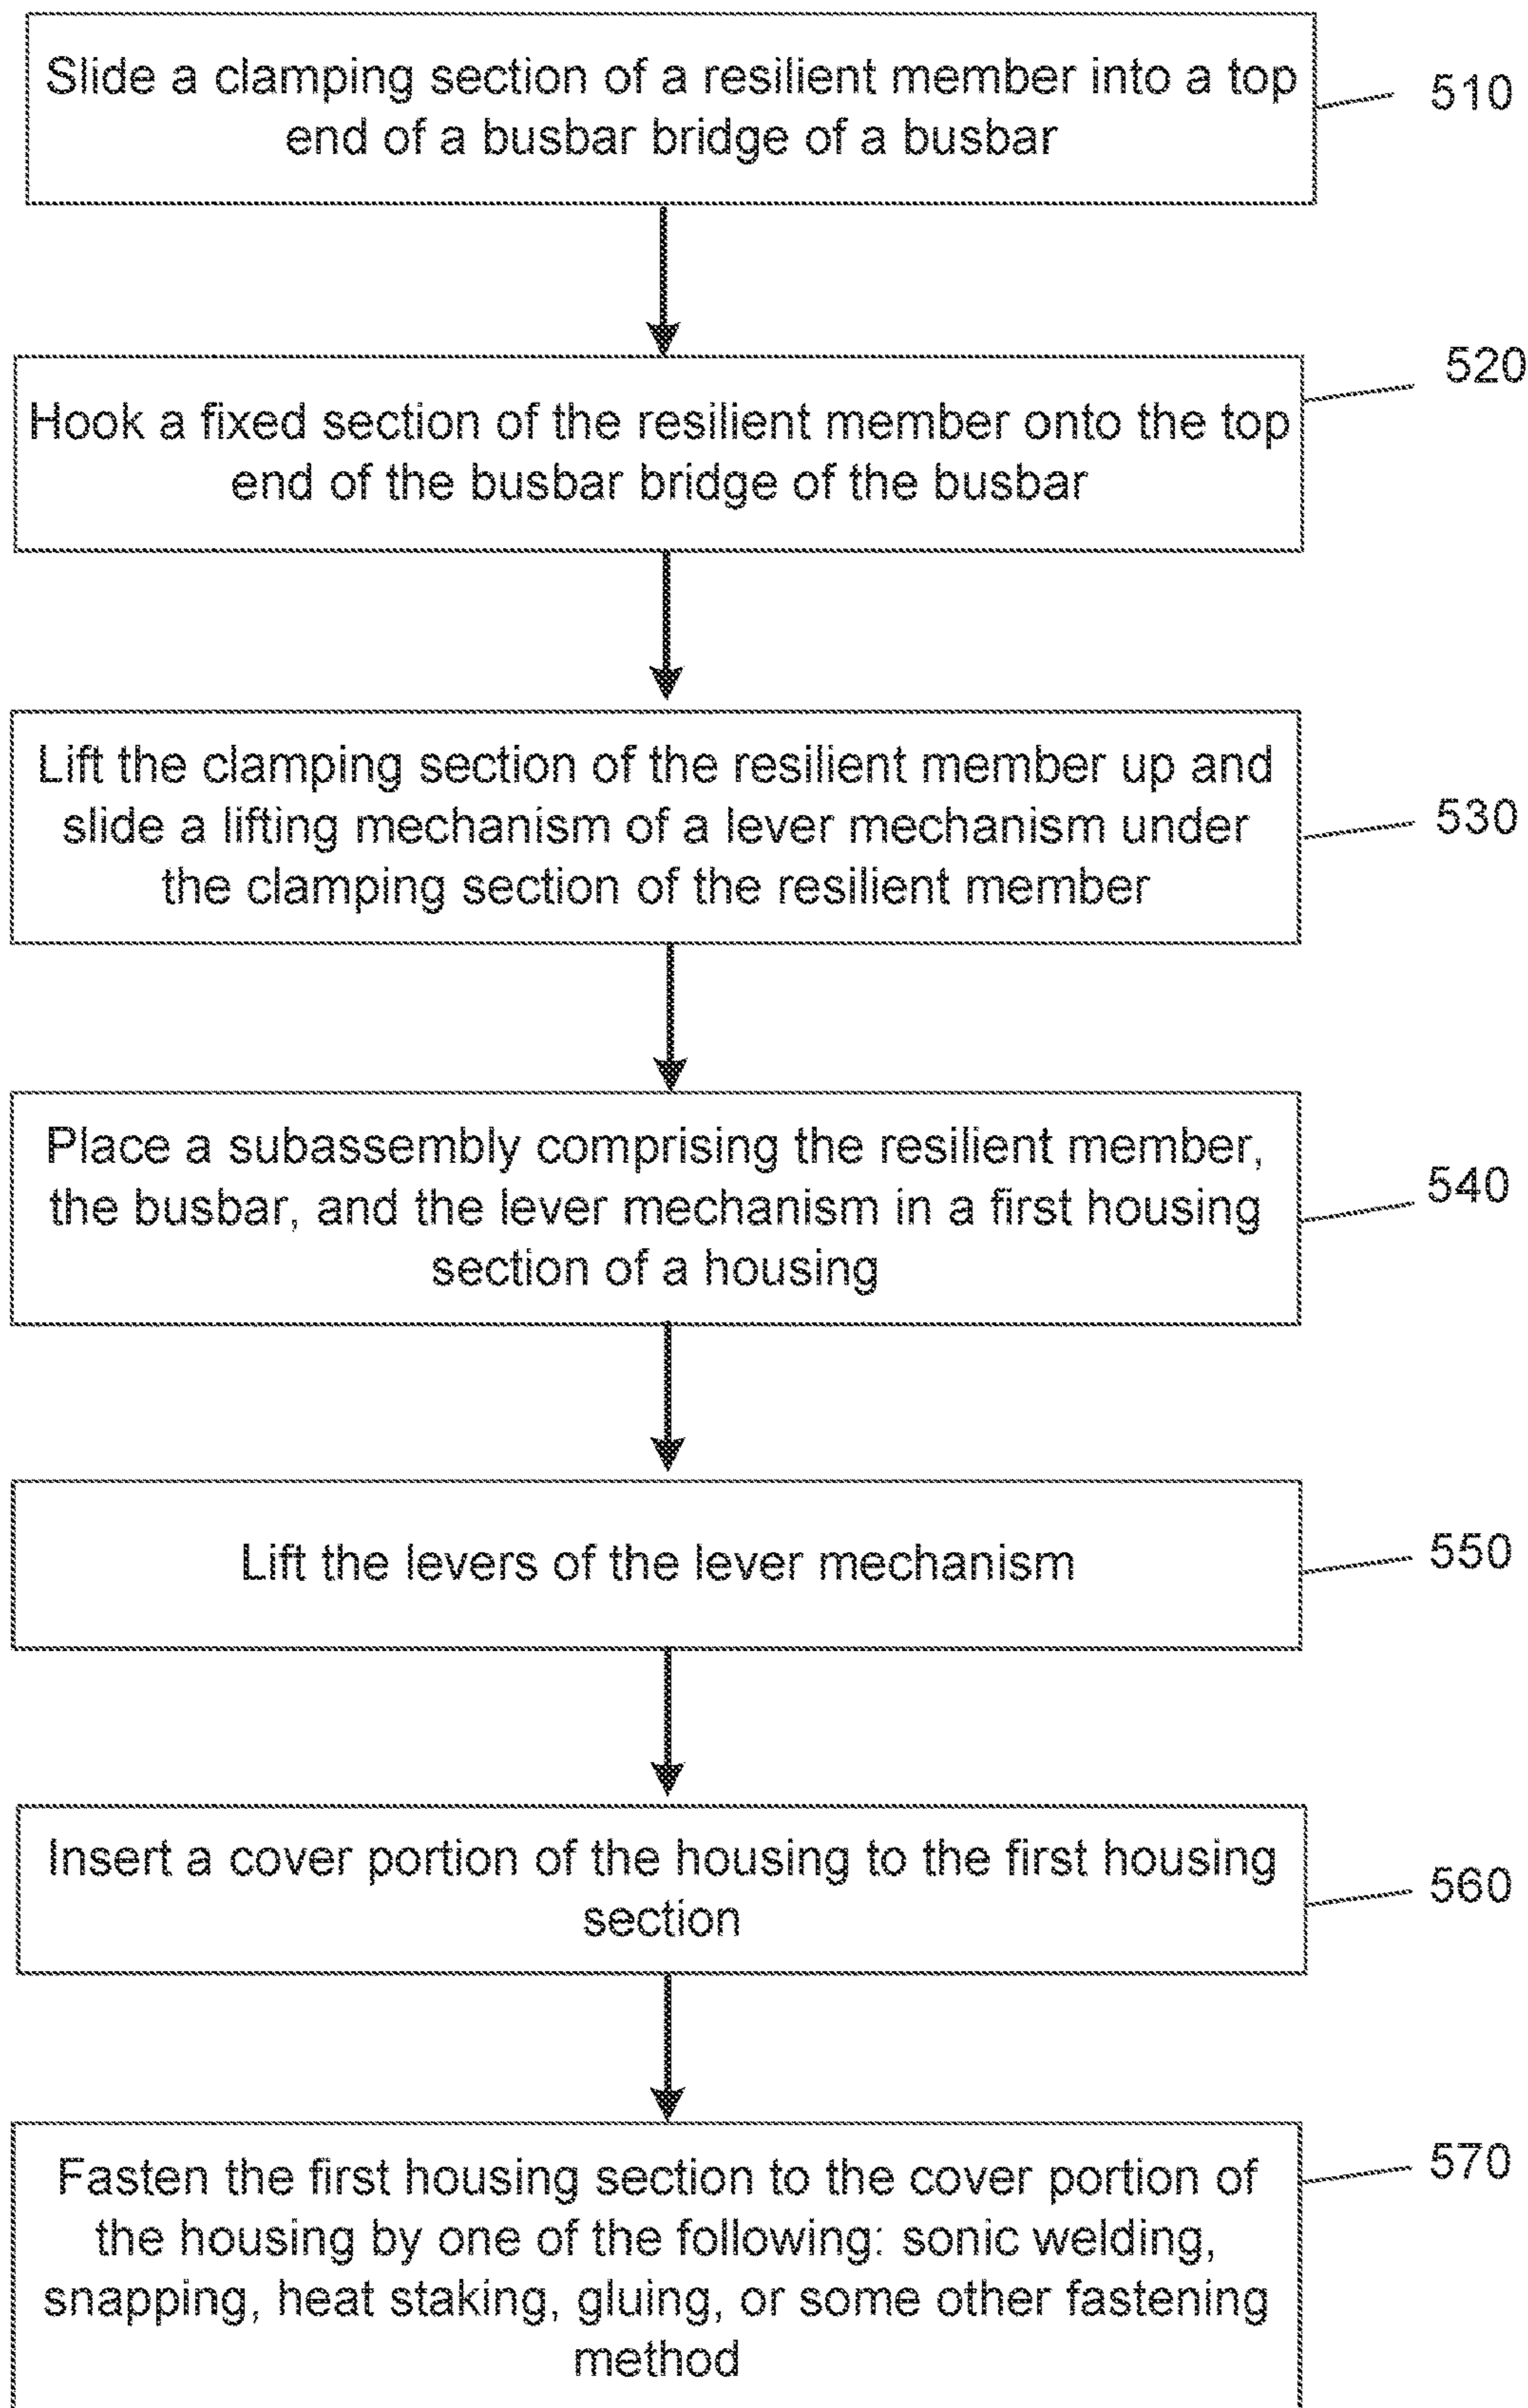 Slide a clamping section of a resilient member into a top
end of a busbar bridge of a busbar
510
Hook a fixed section of the resilient member onto the top
end of the busbar bridge of the busbar
520
Lift the clamping section of the resilient member up and
slide a lifting mechanism of a lever mechanism under
the clamping section of the resilient member
530
Place a subassembly comprising the resilient member,
the busbar, and the lever mechanism in a first housing
section of a housing
540
Lift the levers of the lever mechanism
550
Insert a cover portion of the housing to the first housing
section
560
Fasten the first housing section to the cover portion of
the housing by one of the following: sonic welding,
snapping, heat staking, gluing, or some other fastening
method
570